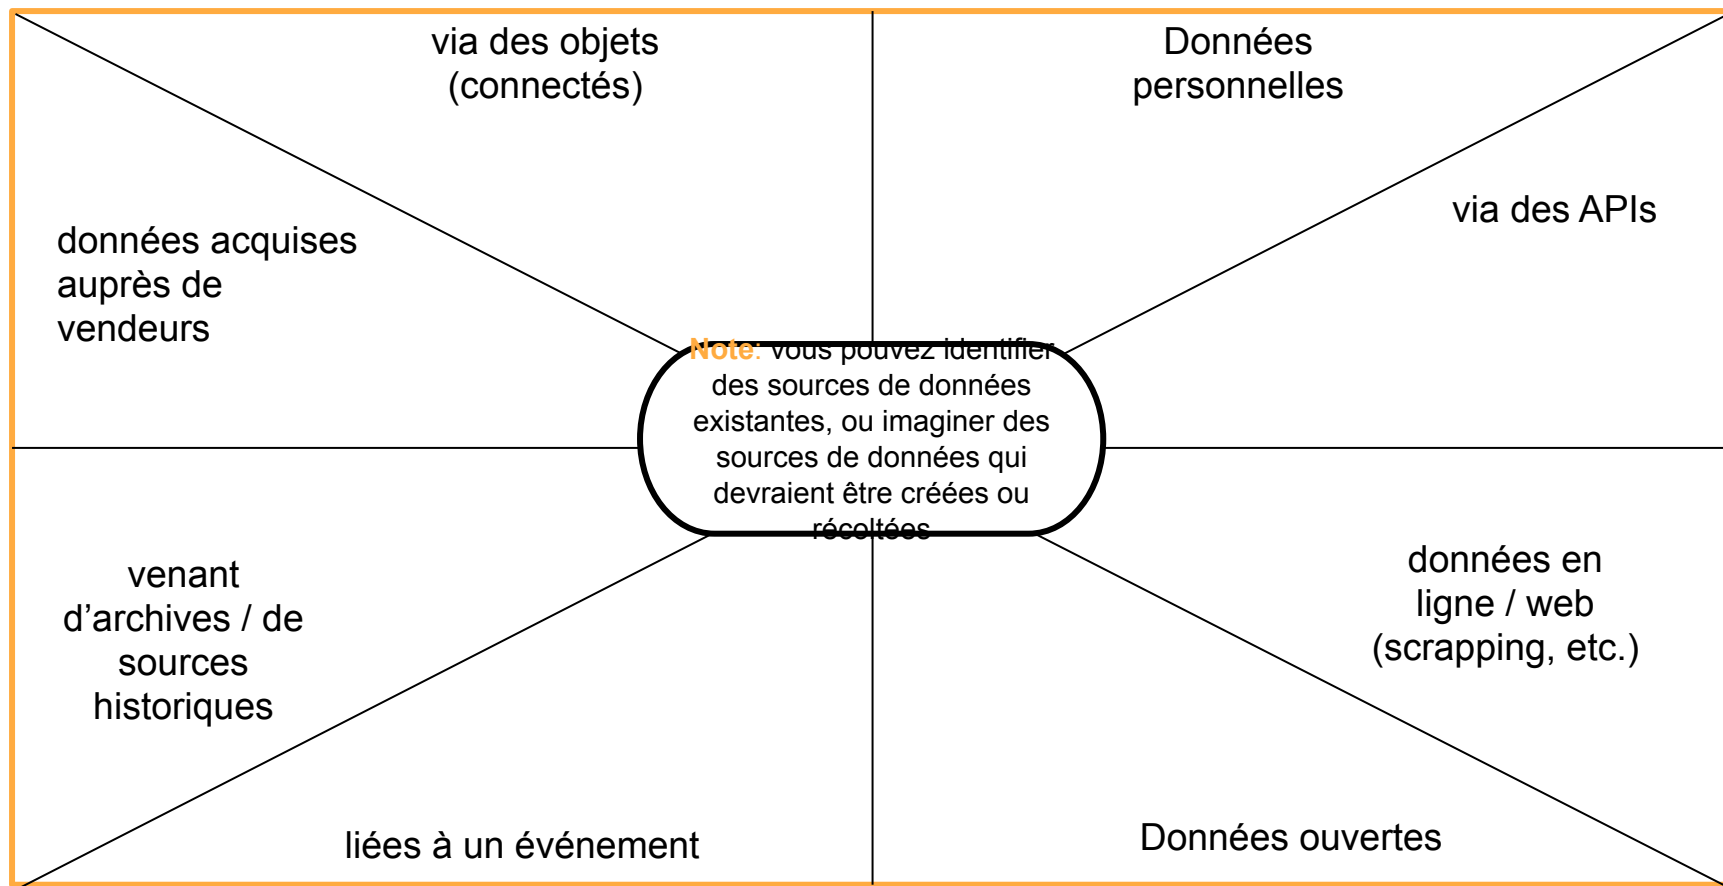 via des objets
(connectés)
Données
personnelles
via des APIs
données acquises
auprès de
vendeurs
Note: vous pouvez identifier
des sources de données
existantes, ou imaginer des
sources de données qui
devraient être créées ou
récoltées
venant
d’archives / de
sources
historiques
données en
ligne / web
(scrapping, etc.)
liées à un événement
Données ouvertes